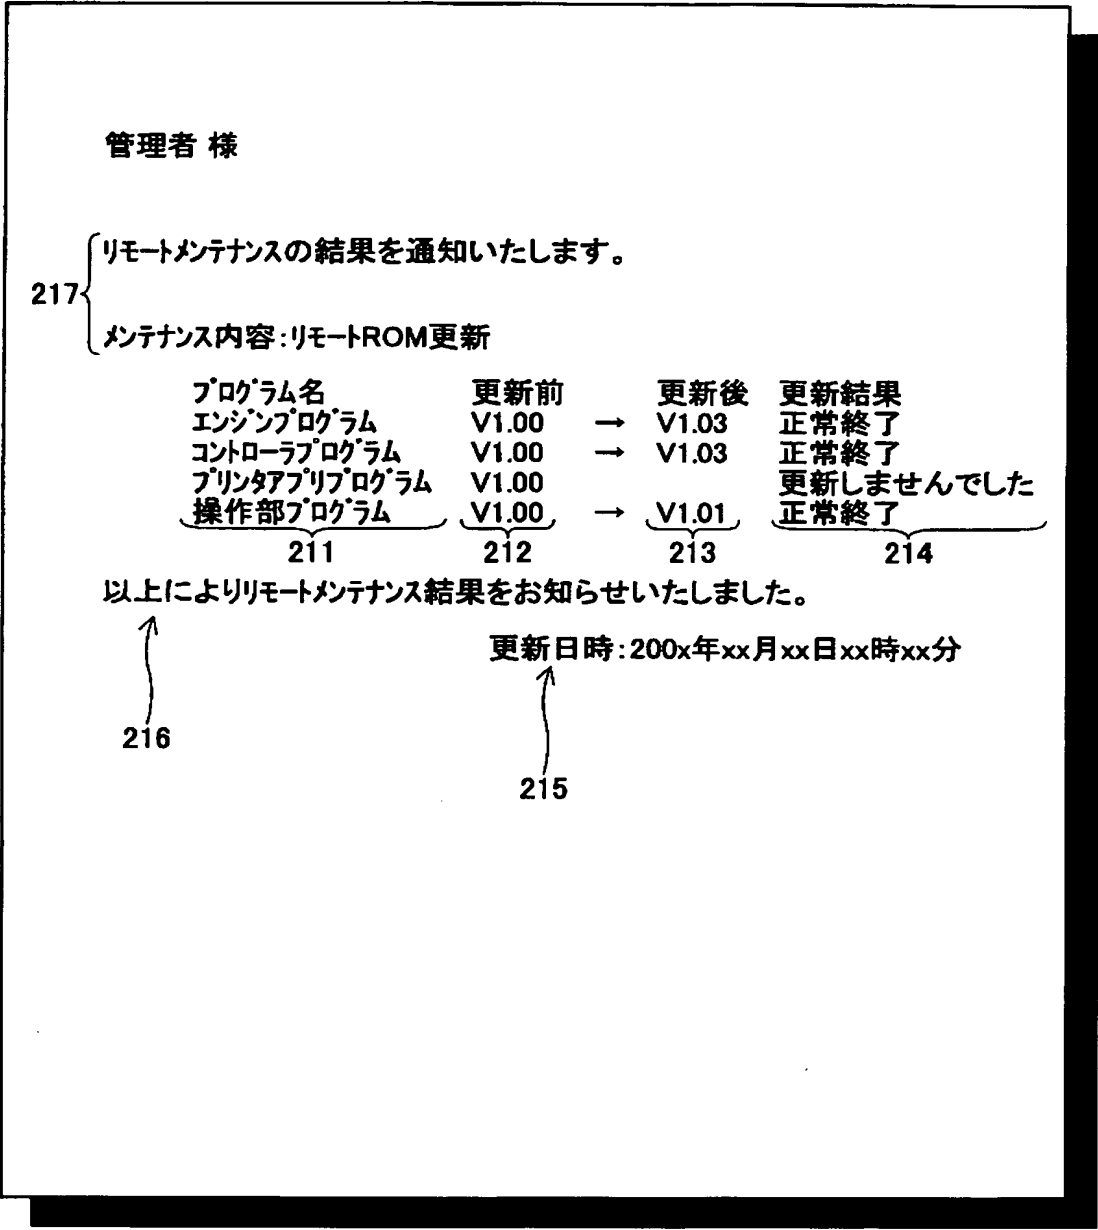 管理者 様
リモートメンテナンスの結果を通知いたします。
217
メンテナンス内容:リモートROM更新
プログラム名 更新前 更新後 更新結果
エンジンプログラム V1.00 → V1.03 正常終了
コントローラプログラム V1.00 → V1.03 正常終了
プリンタアプリプログラム V1.00 更新しませんでした
操作部プログラム V1.00 → V1.01 正常終了
211 212 213 214
以上によりリモートメンテナンス結果をお知らせいたしました。
更新日時:200x年xx月xx日xx時xx分
216
215